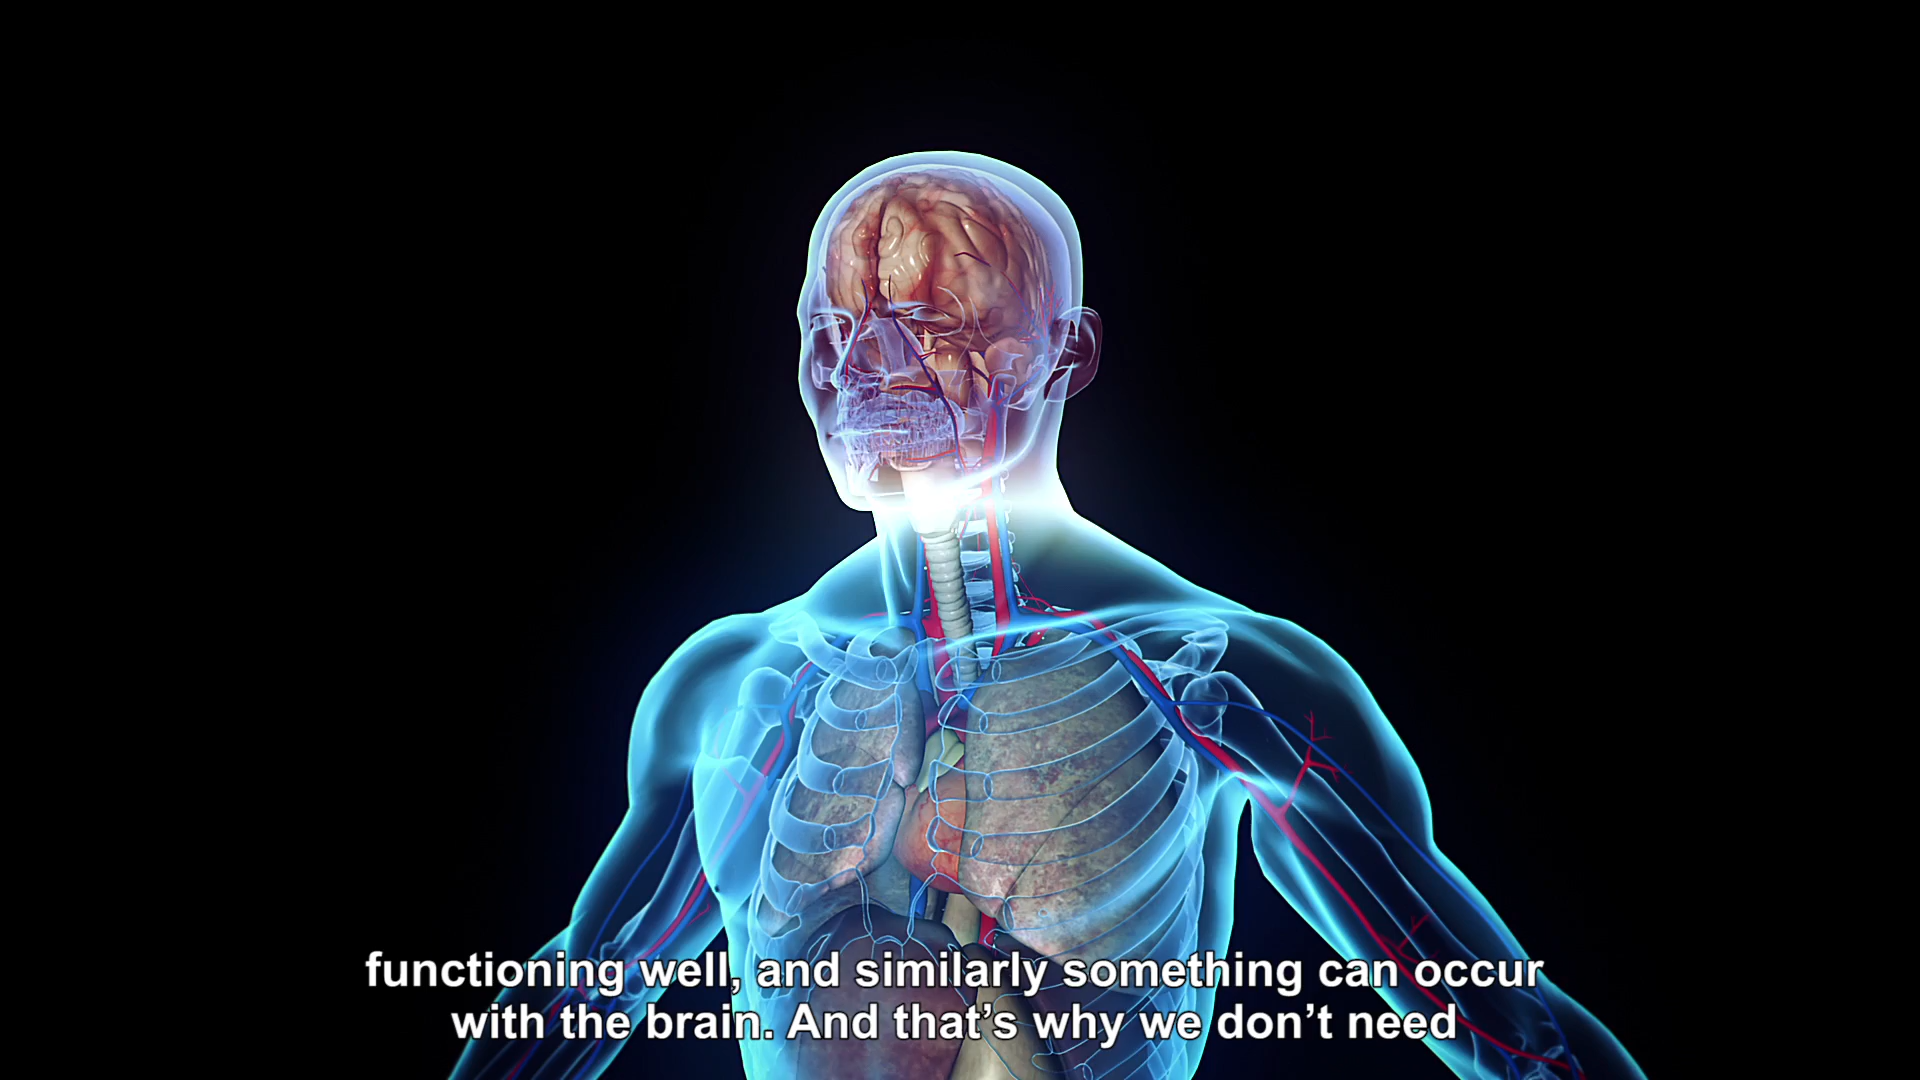 functioning well, and similarly something can occur
with the brain. And that’s why we don’t need